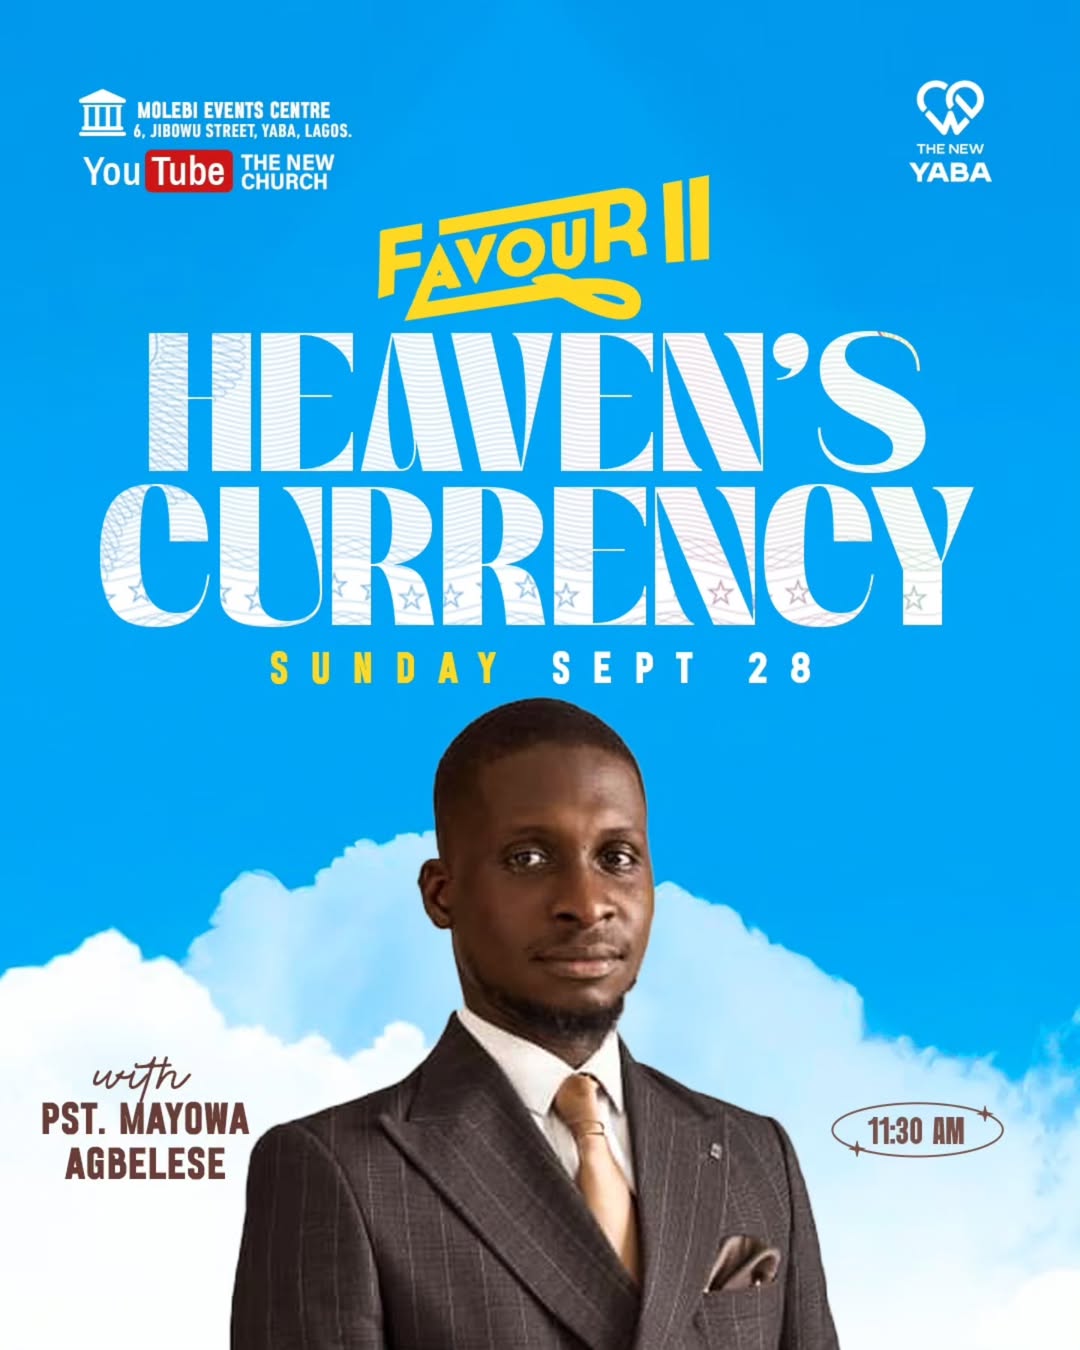 MOLEBI EVENTS CENTRE
6, JIBOWU STREET, YABA, LAGOS.
YouTube THE NEW CHURCH
THE NEW
YABA
FAVOUR II
HEAVEN'S
CURRENCY
SUNDAY SEPT 28
with
PST. MAYOWA
AGBELESE
11:30 AM